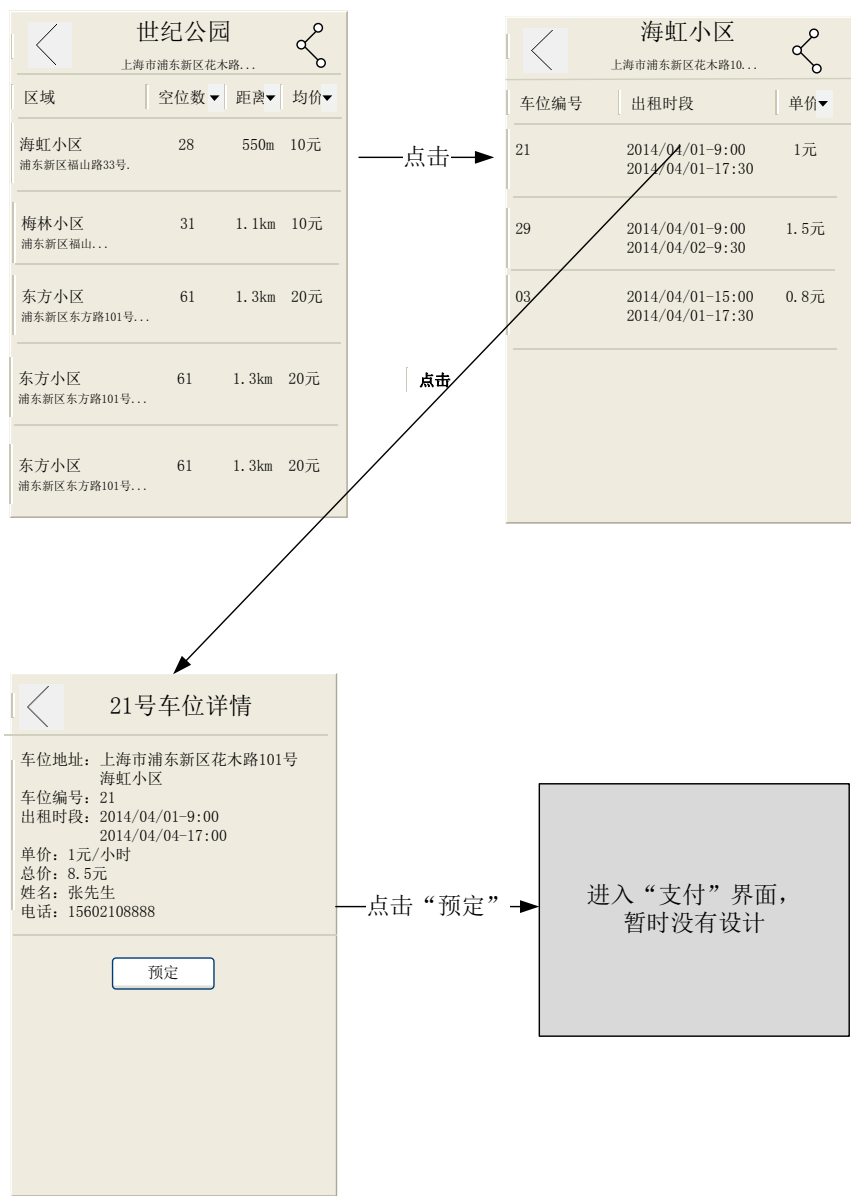 世纪公园
上海市浦东新区花木路...
区域 空位数 距离 均价
海虹小区 28 550m 10元
浦东新区福山路33号.
梅林小区 31 1.1km 10元
浦东新区福山...
东方小区 61 1.3km 20元
浦东新区东方路101号...
东方小区 61 1.3km 20元
浦东新区东方路101号...
东方小区 61 1.3km 20元
浦东新区东方路101号...
点击
海虹小区
上海市浦东新区花木路10...
车位编号 出租时段 单价
21 2014/04/01-9:00 1元
2014/04/01-17:30
29 2014/04/01-9:00 1.5元
2014/04/02-9:30
03 2014/04/01-15:00 0.8元
2014/04/01-17:30
点击
21号车位详情
车位地址：上海市浦东新区花木路101号
海虹小区
车位编号：21
出租时段：2014/04/01-9:00
2014/04/04-17:00
单价：1元/小时
总价：8.5元
姓名：张先生
电话：15602108888
预定
点击“预定”
进入“支付”界面，
暂时没有设计